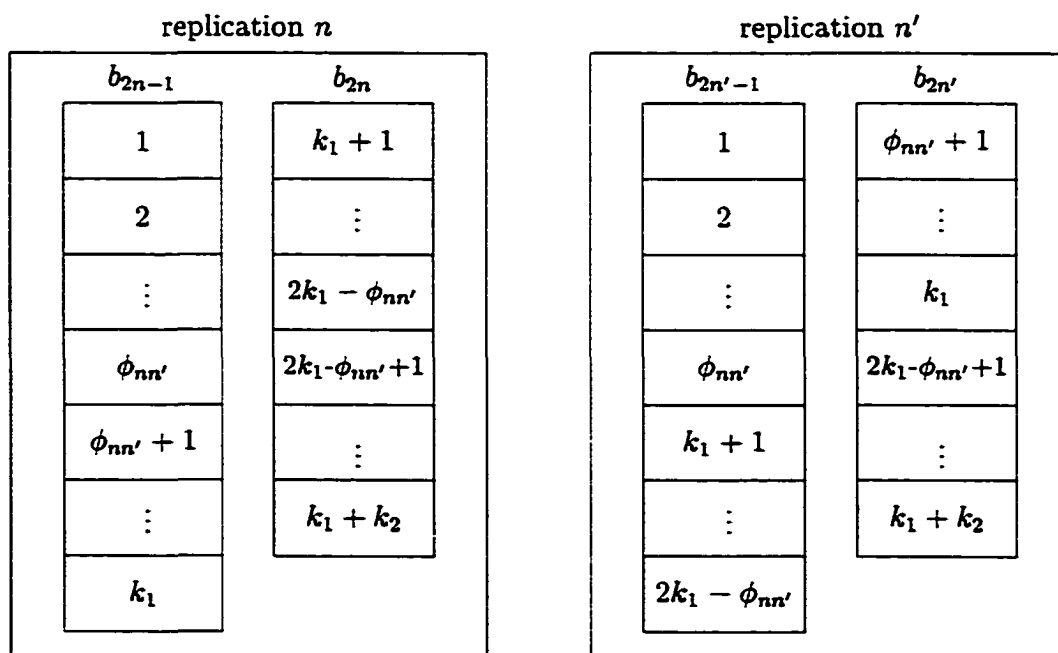 replication n
b_{2n-1} b_{2n}
1 k_1 + 1
2 ⋮
⋮ 2k_1 − ϕ_{nn'}
ϕ_{nn'} 2k_1-ϕ_{nn'}+1
ϕ_{nn'} + 1 ⋮
⋮ k_1 + k_2
k_1
replication n'
b_{2n'-1} b_{2n'}
1 ϕ_{nn'} + 1
2 ⋮
⋮ k_1
ϕ_{nn'} 2k_1-ϕ_{nn'}+1
k_1 + 1 ⋮
⋮ k_1 + k_2
2k_1 − ϕ_{nn'}